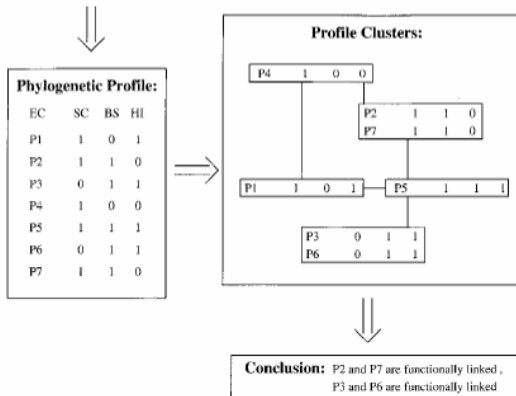 Phylogenetic Profile:
EC SC BS HI
P1 1 0 1
P2 1 1 0
P3 0 1 1
P4 1 0 0
P5 1 1 1
P6 0 1 1
P7 1 1 0
Profile Clusters:
P4 1 0 0
P2 1 1 0
P7 1 1 0
P1 1 0 1
P5 1 1 1
P3 0 1 1
P6 0 1 1
Conclusion: P2 and P7 are functionally linked ,
P3 and P6 are functionally linked